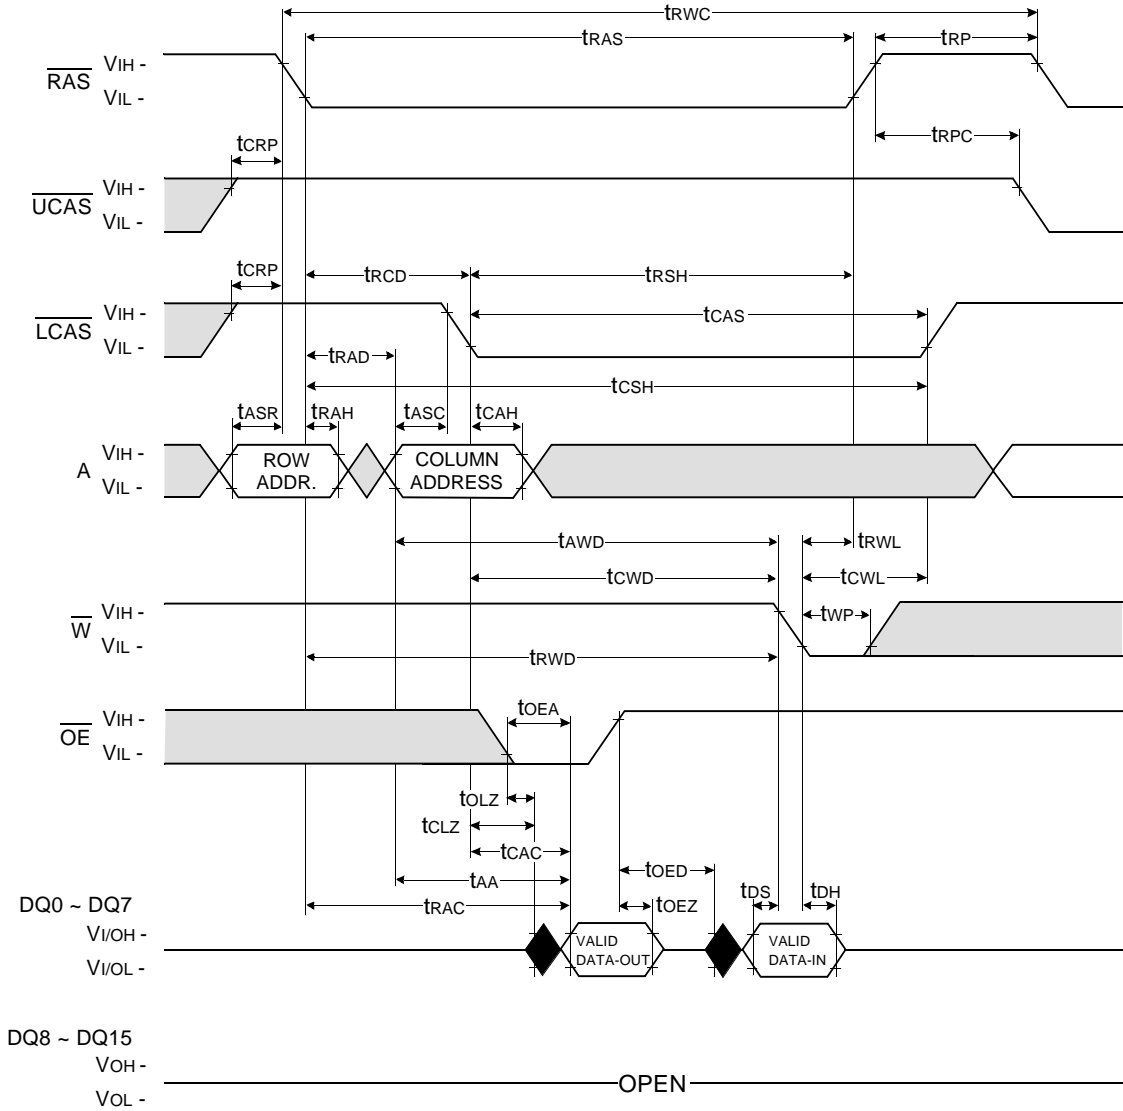 tRWC
tRAS
tRP
RAS
VIH -
VIL -
tCRP
tRPC
UCAS
VIH -
VIL -
tCRP
tRCD
tRSH
LCAS
VIH -
VIL -
tCAS
tRAD
tCSH
tASR
tRAH
tASC
tCAH
A
VIH -
VIL -
ROW
ADDR.
COLUMN
ADDRESS
tAWD
tRWL
tCWD
tCWL
W
VIH -
VIL -
tWP
tRWD
OE
VIH -
VIL -
tOEA
tOLZ
tCLZ
tCAC
tOED
tAA
tOEZ
tDS
tDH
tRAC
DQ0 ~ DQ7
VI/OH -
VI/OL -
VALID
DATA-OUT
VALID
DATA-IN
DQ8 ~ DQ15
VOH -
VOL -
OPEN